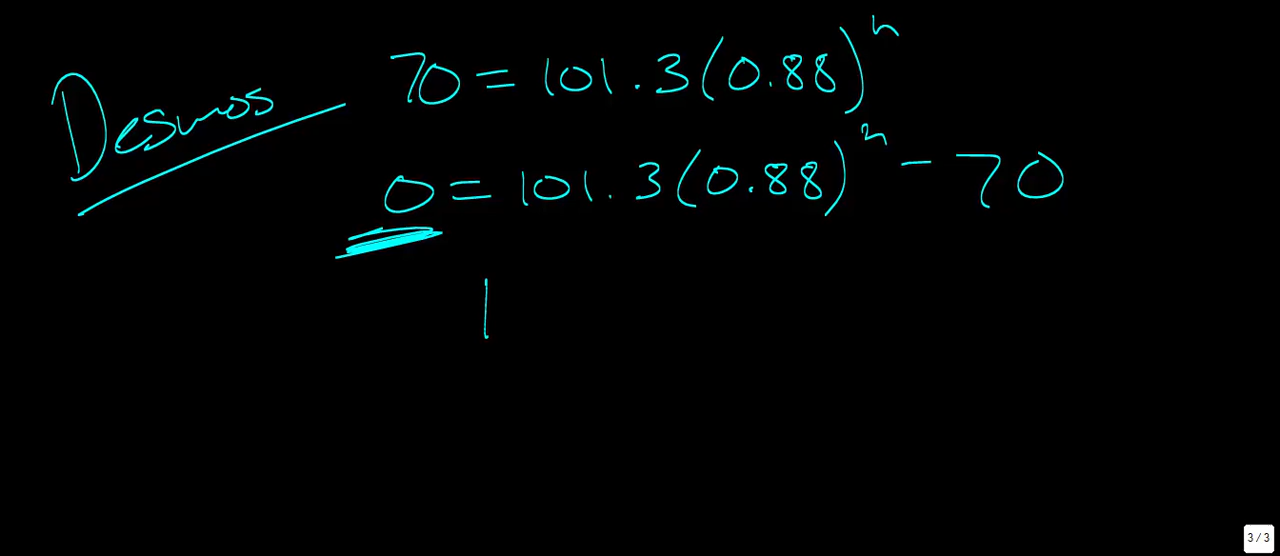 Desmos
70 = 101.3(0.88)^n
0 = 101.3(0.88)^n - 70
|
3 / 3